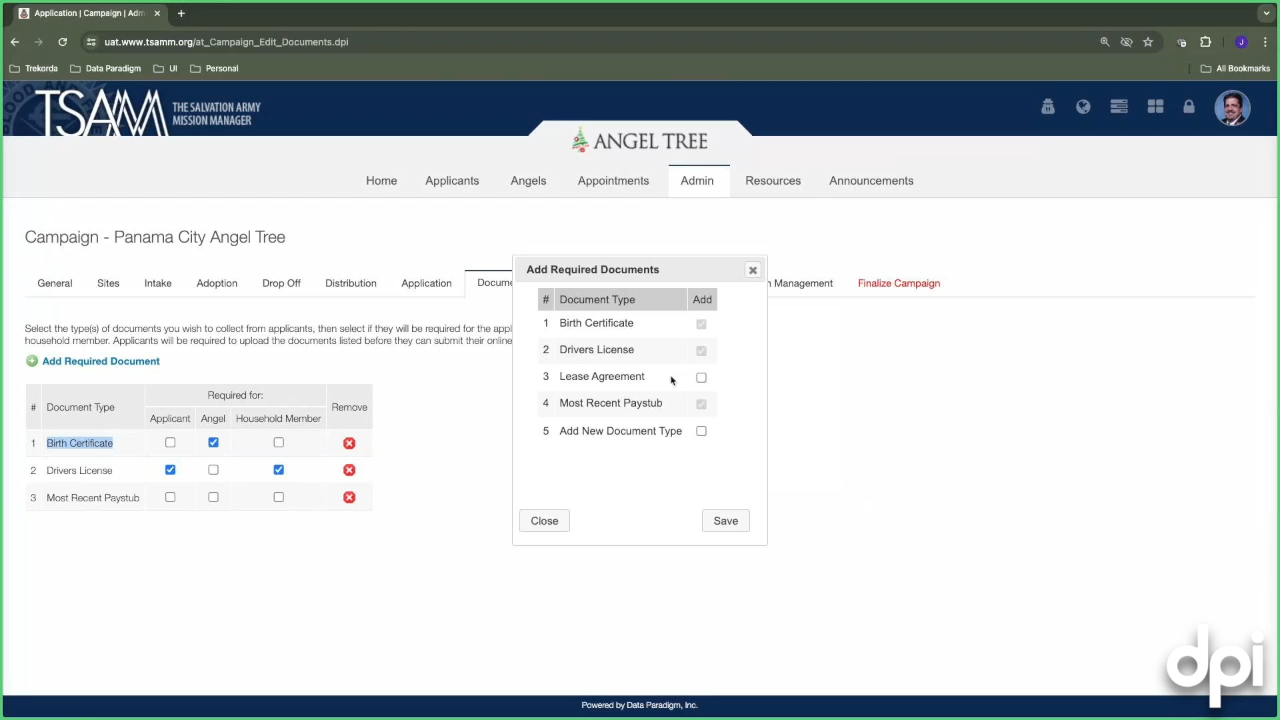 Application | Campaign | Adm
uat.www.tsamm.org/at_Campaign_Edit_Documents.dpi
Trekorda
Data Paradigm
UI
Personal
All Bookmarks
TSAMM
THE SALVATION ARMY
MISSION MANAGER
ANGEL TREE
Home
Applicants
Angels
Appointments
Admin
Resources
Announcements
Campaign - Panama City Angel Tree
General
Sites
Intake
Adoption
Drop Off
Distribution
Application
Docume
n Management
Finalize Campaign
Select the type(s) of documents you wish to collect from applicants, then select if they will be required for the appl
household member. Applicants will be required to upload the documents listed before they can submit their online
Add Required Document
# Document Type Required for: Remove
Applicant Angel Household Member
1 Birth Certificate
2 Drivers License
3 Most Recent Paystub
Add Required Documents
# Document Type Add
1 Birth Certificate
2 Drivers License
3 Lease Agreement
4 Most Recent Paystub
5 Add New Document Type
Close
Save
dpi
Powered by Data Paradigm, Inc.